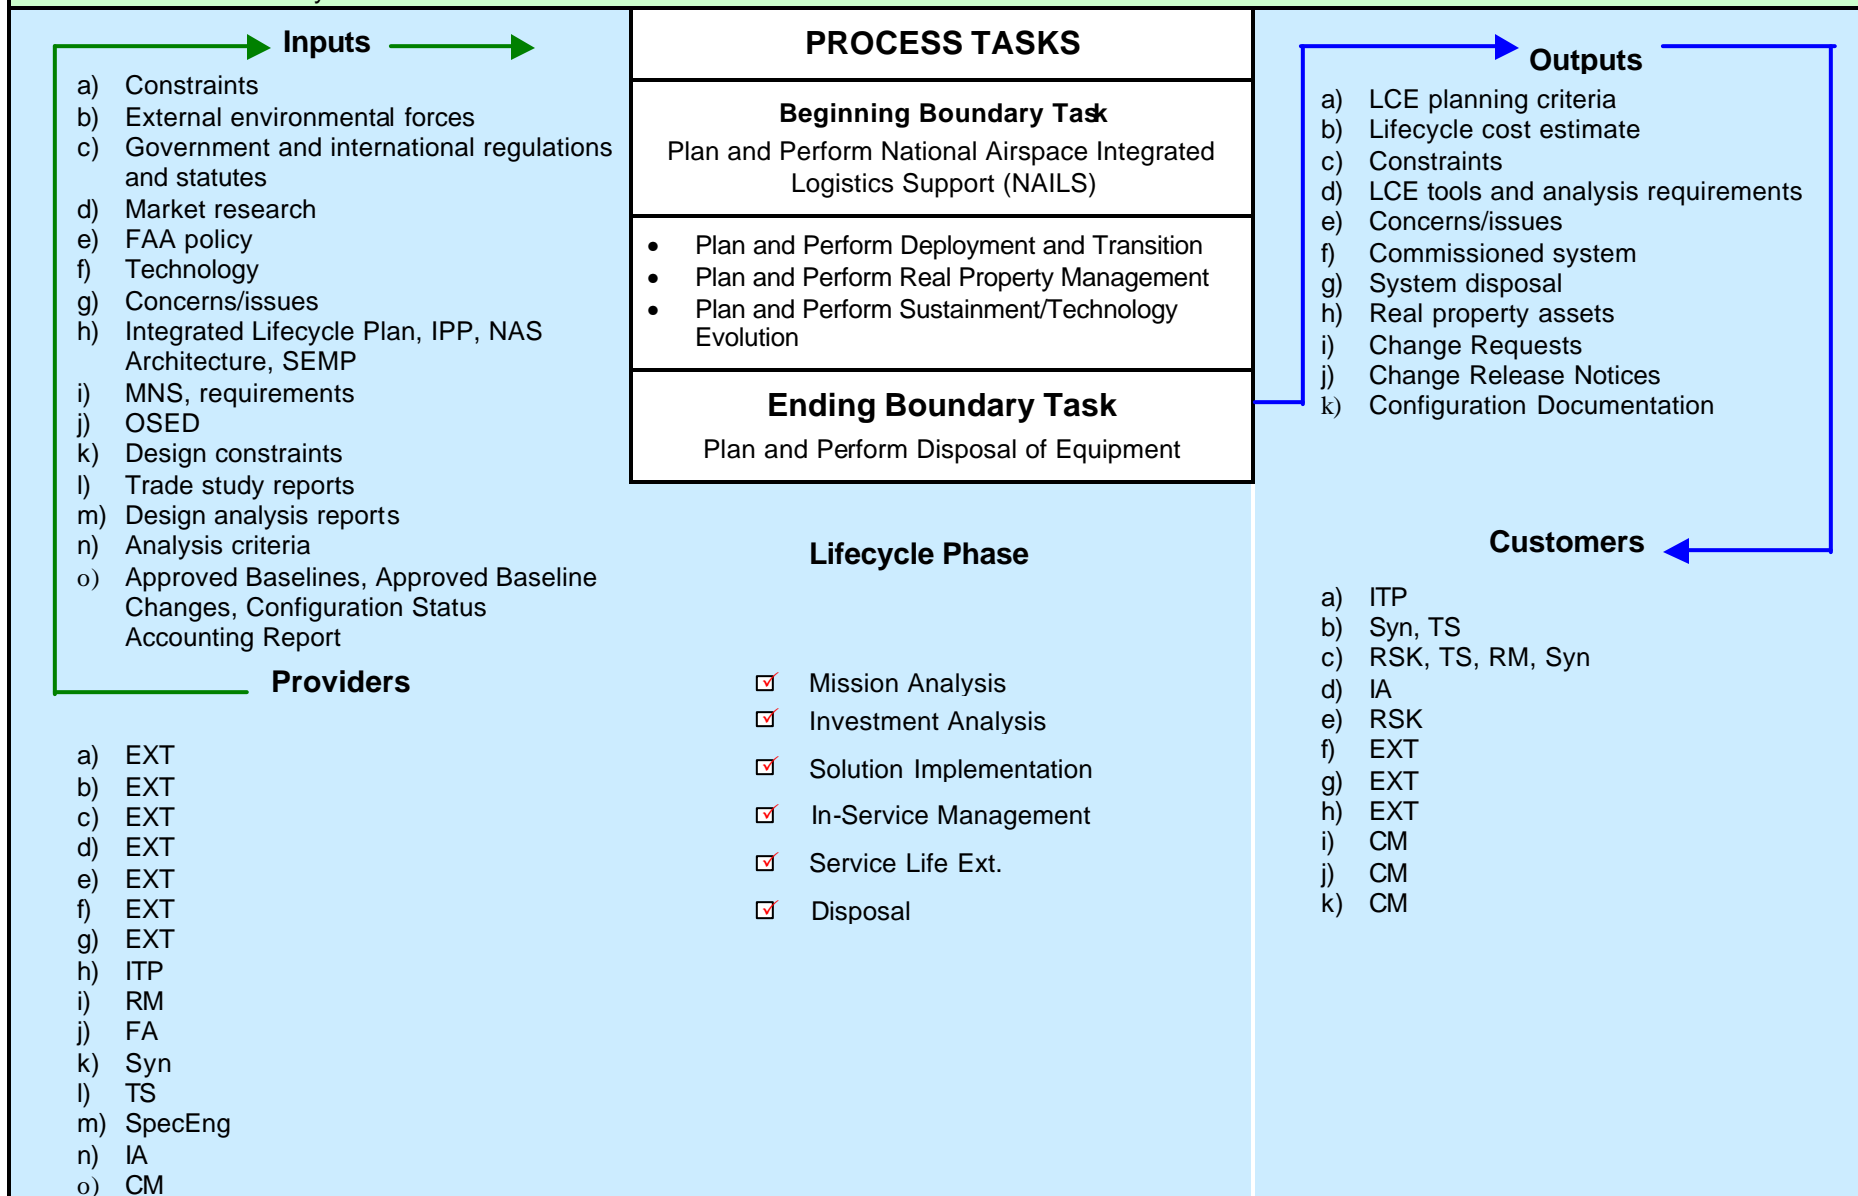 Inputs
a) Constraints
b) External environmental forces
c) Government and international regulations
and statutes
d) Market research
e) FAA policy
f) Technology
g) Concerns/issues
h) Integrated Lifecycle Plan, IPP, NAS
Architecture, SEMP
i) MNS, requirements
j) OSED
k) Design constraints
l) Trade study reports
m) Design analysis reports
n) Analysis criteria
o) Approved Baselines, Approved Baseline
Changes, Configuration Status
Accounting Report
Providers
a) EXT
b) EXT
c) EXT
d) EXT
e) EXT
f) EXT
g) EXT
h) ITP
i) RM
j) FA
k) Syn
l) TS
m) SpecEng
n) IA
o) CM
PROCESS TASKS
Beginning Boundary Task
Plan and Perform National Airspace Integrated
Logistics Support (NAILS)
• Plan and Perform Deployment and Transition
• Plan and Perform Real Property Management
• Plan and Perform Sustainment/Technology
Evolution
Ending Boundary Task
Plan and Perform Disposal of Equipment
Lifecycle Phase
Mission Analysis
Investment Analysis
Solution Implementation
In-Service Management
Service Life Ext.
Disposal
Outputs
a) LCE planning criteria
b) Lifecycle cost estimate
c) Constraints
d) LCE tools and analysis requirements
e) Concerns/issues
f) Commissioned system
g) System disposal
h) Real property assets
i) Change Requests
j) Change Release Notices
k) Configuration Documentation
Customers
a) ITP
b) Syn, TS
c) RSK, TS, RM, Syn
d) IA
e) RSK
f) EXT
g) EXT
h) EXT
i) CM
j) CM
k) CM